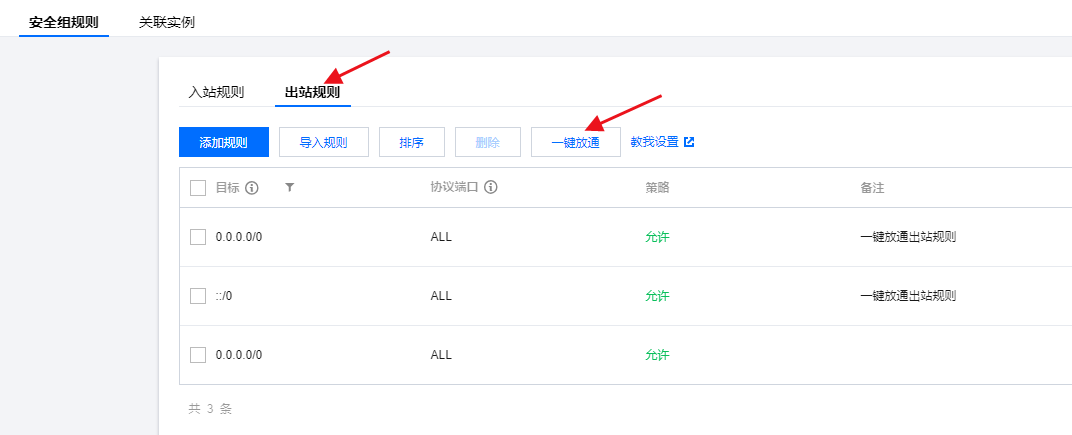 安全组规则 关联实例
入站规则 出站规则
添加规则 导入规则 排序 删除 一键放通 教我设置
目标 协议端口 策略 备注
0.0.0.0/0 ALL 允许 一键放通出站规则
::/0 ALL 允许 一键放通出站规则
0.0.0.0/0 ALL 允许
共 3 条